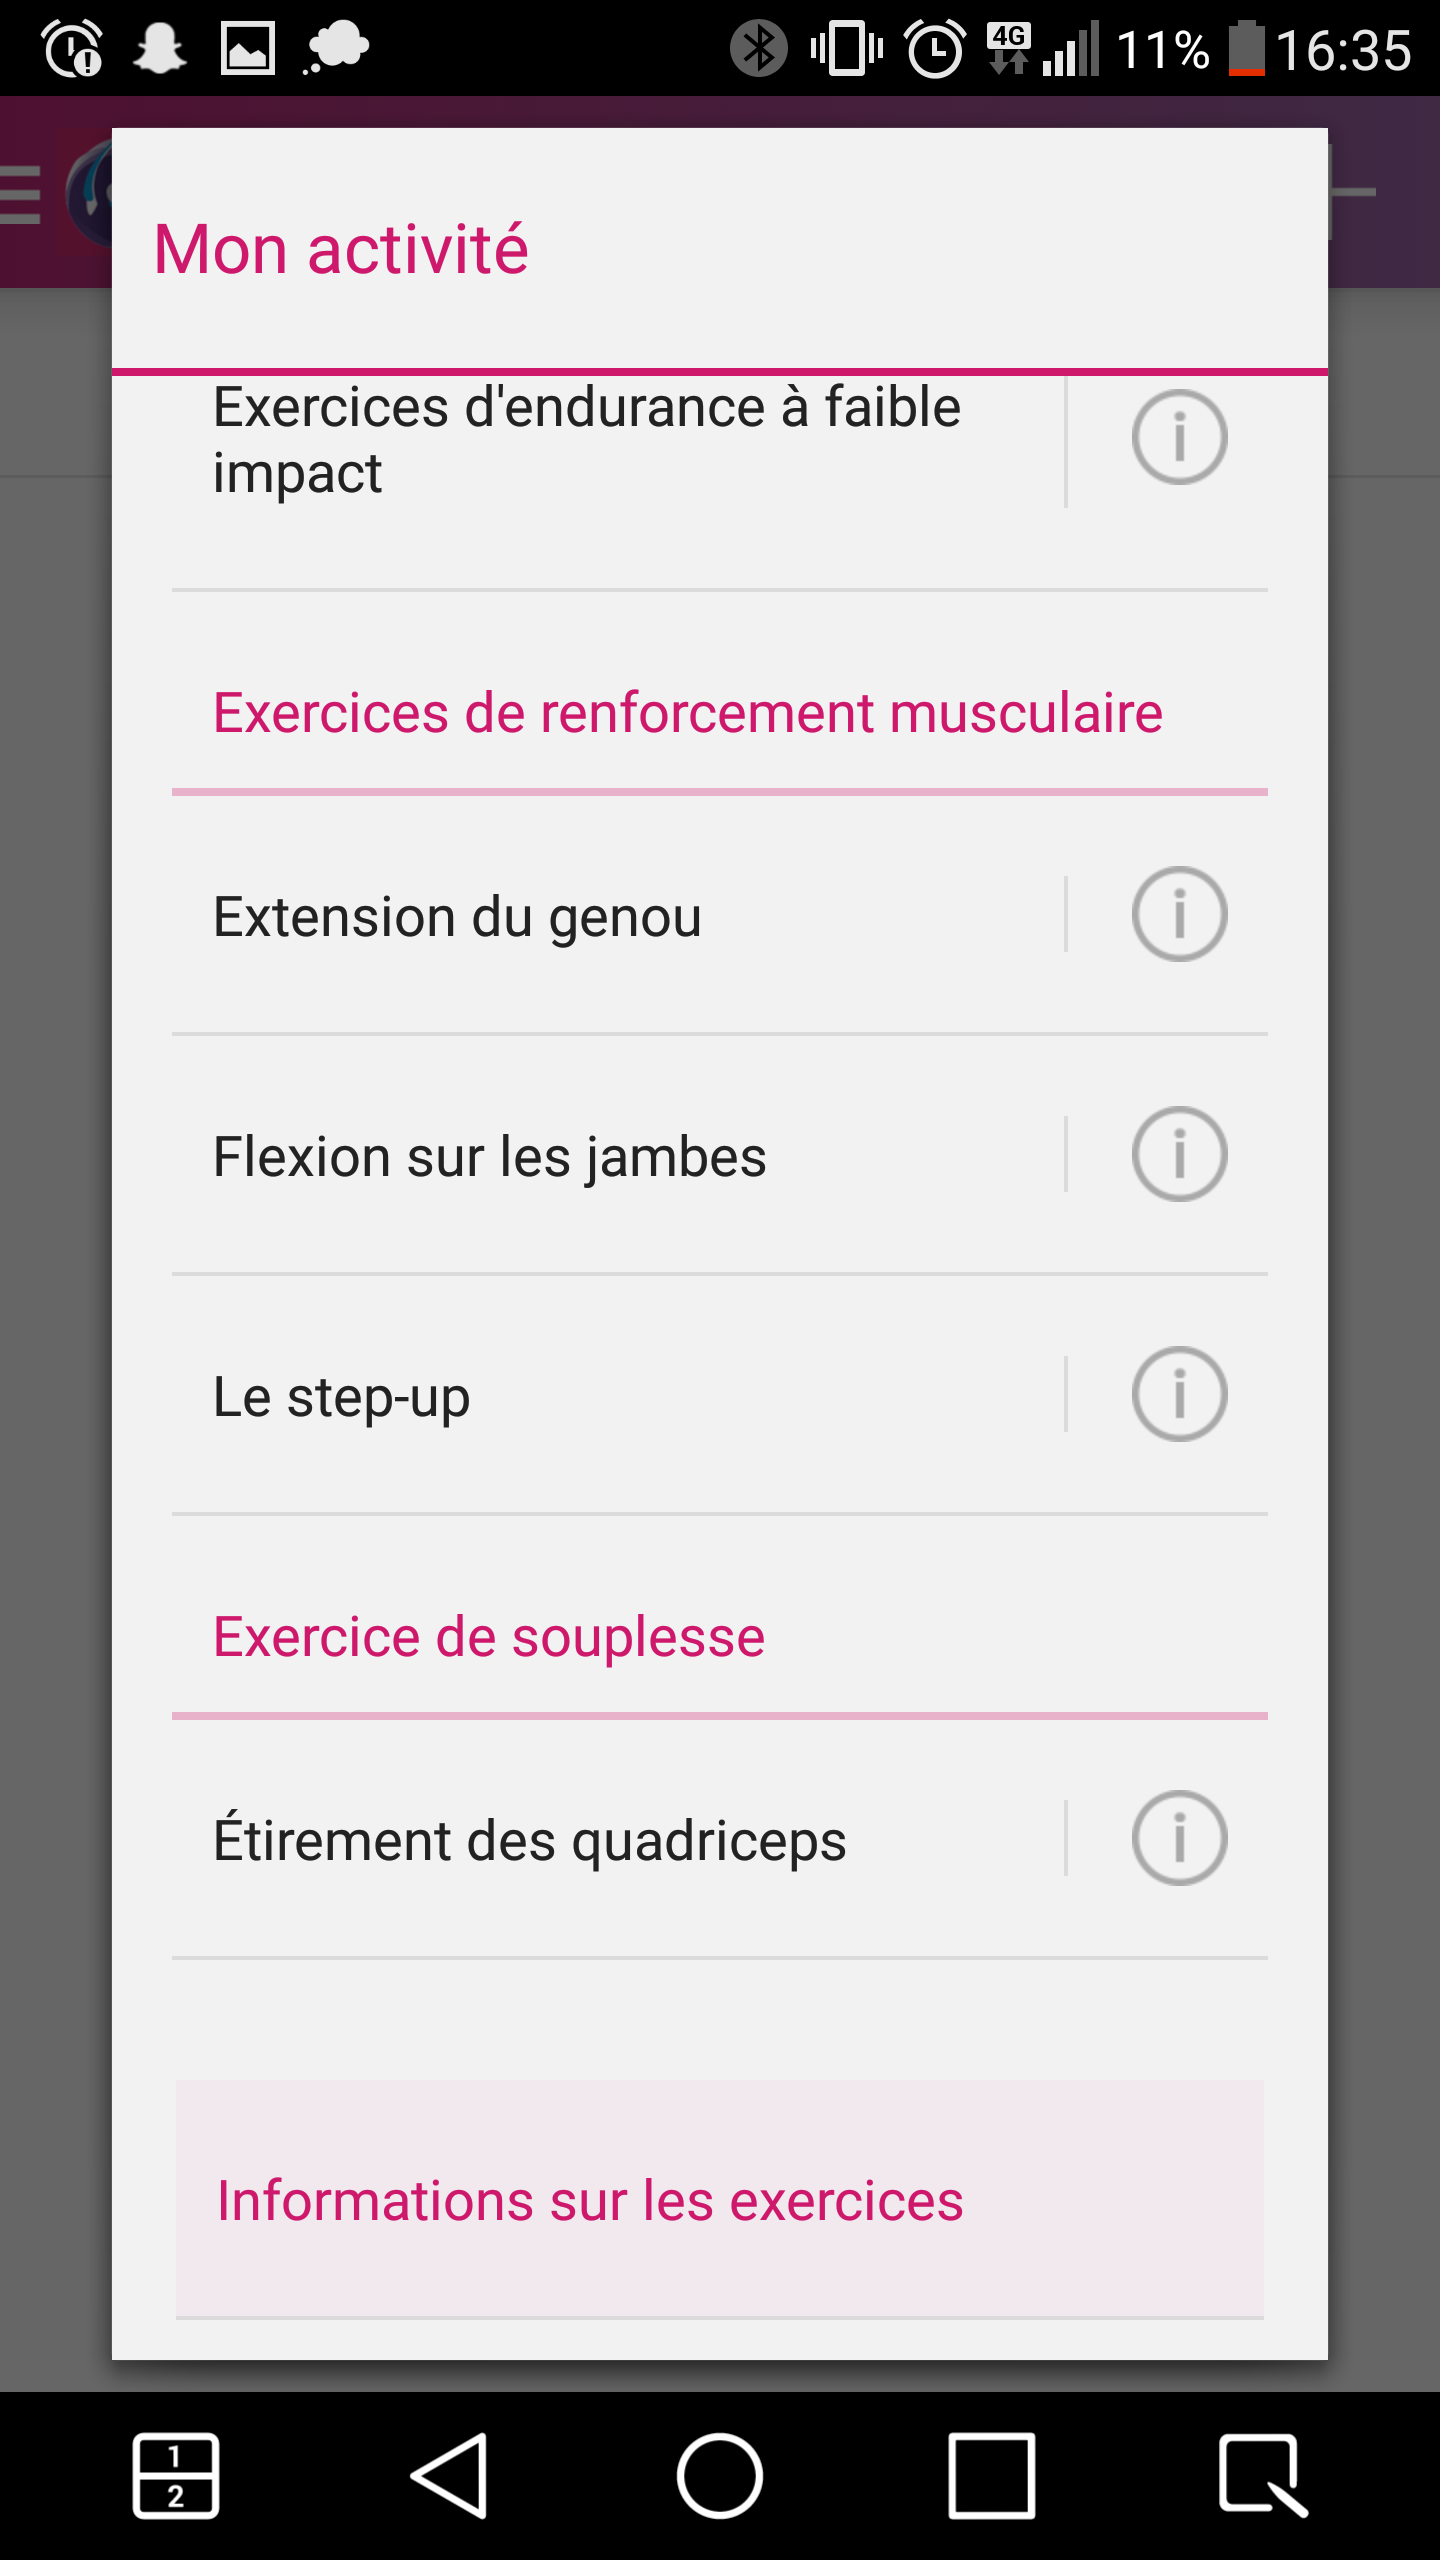 4G 11% 16:35
Mon activité
Exercices d'endurance à faible
impact
Exercices de renforcement musculaire
Extension du genou
Flexion sur les jambes
Le step-up
Exercice de souplesse
Étirement des quadriceps
Informations sur les exercices
1
2